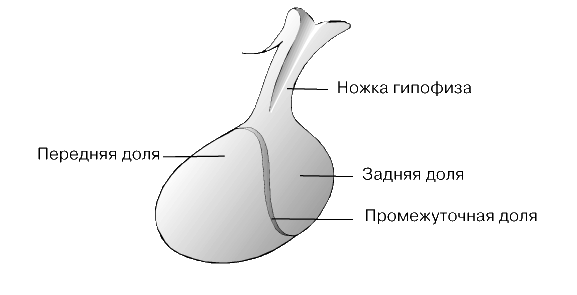 Ножка гипофиза
Передняя доля
Задняя доля
Промежуточная доля